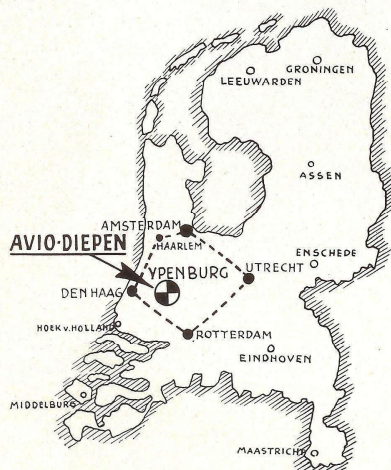 GRONINGEN
LEEUWARDEN
ASSEN
AMSTERDAM
HAARLEM
AVIO-DIEPEN
YPENBURG
ENSCHEDE
UTRECHT
DEN HAAG
HOEK v. HOLLAND
ROTTERDAM
EINDHOVEN
MIDDELBURG
MAASTRICHT